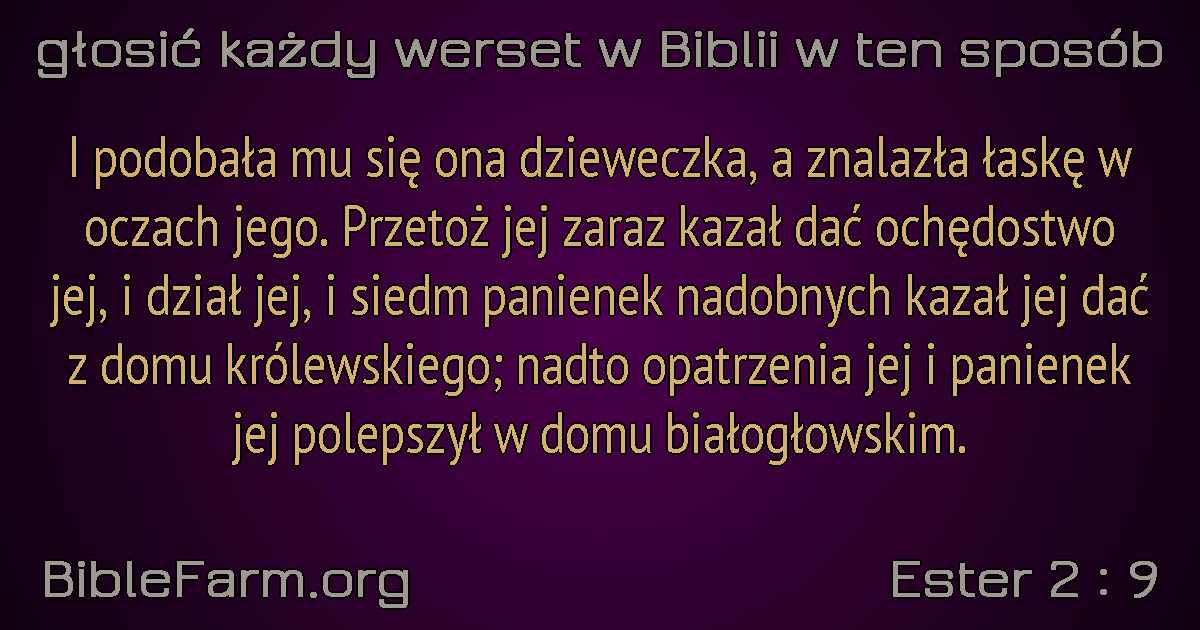 głosić każdy werset w Biblii w ten sposób
I podobała mu się ona dzieweczka, a znalazła łaskę w
oczach jego. Przetoż jej zaraz kazał dać ochędostwo
jej, i dział jej, i siedm panienek nadobnych kazał jej dać
z domu królewskiego; nadto opatrzenia jej i panienek
jej polepszył w domu białogłowskim.
BibleFarm.org
Ester 2 : 9